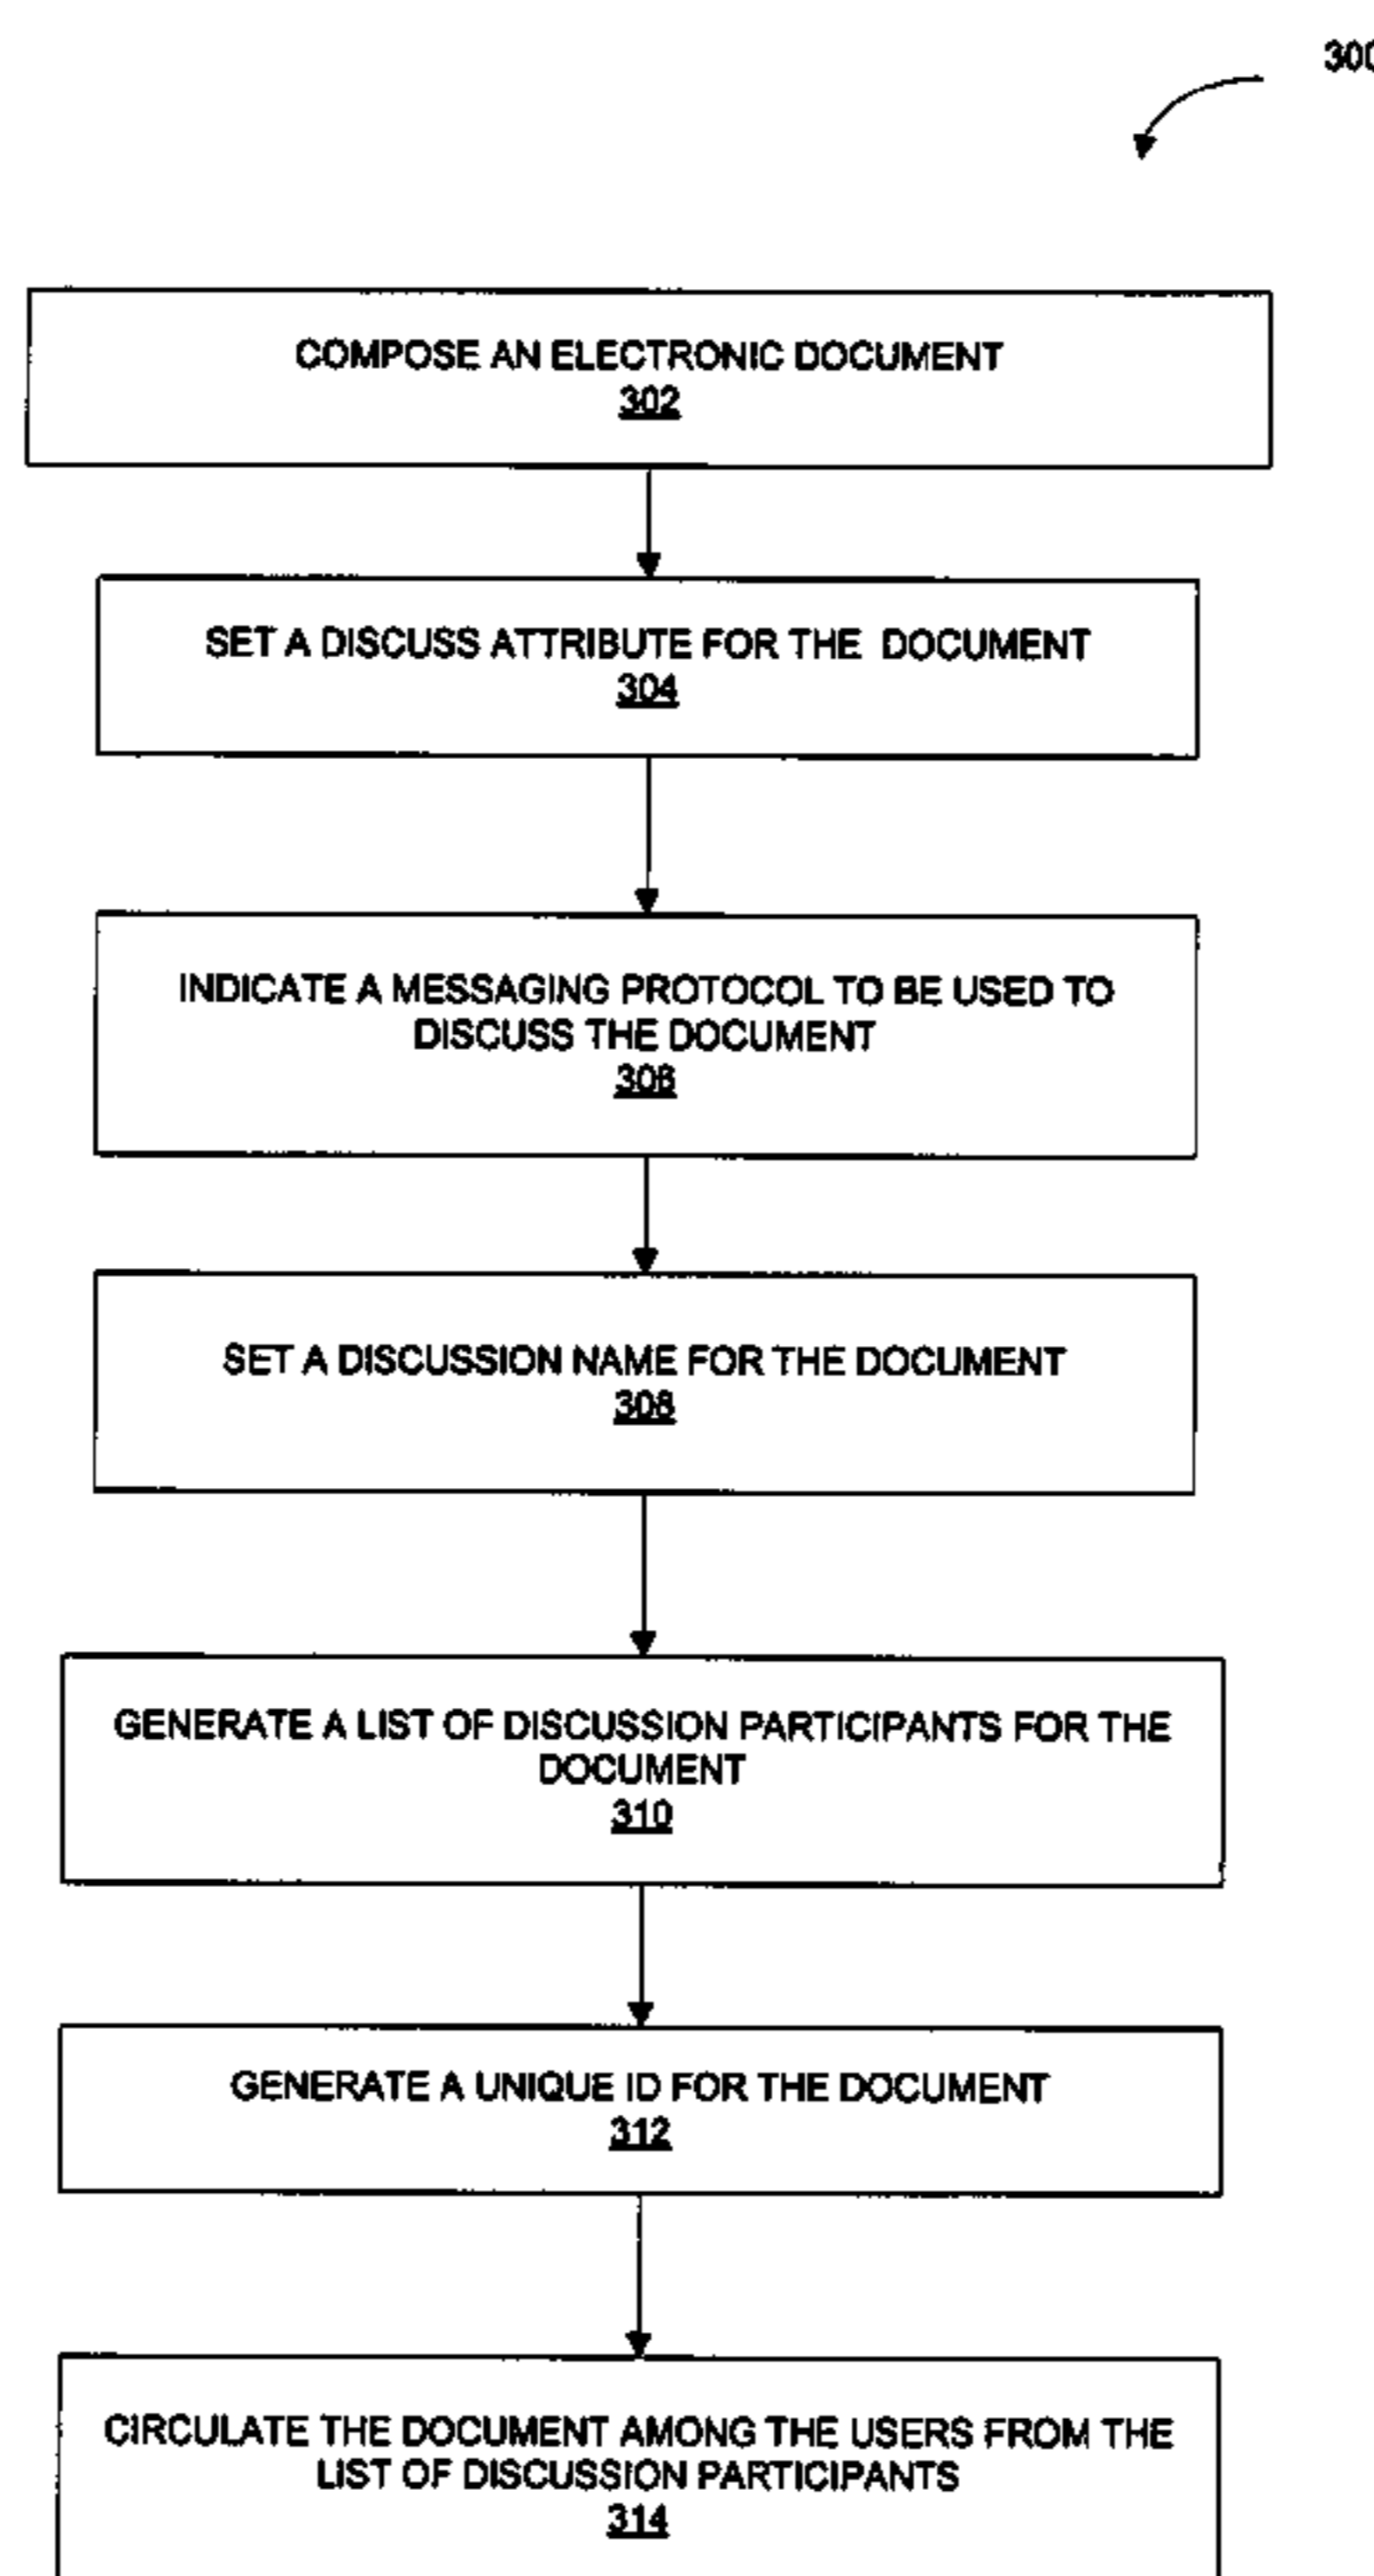 300
COMPOSE AN ELECTRONIC DOCUMENT
302
SET A DISCUSS ATTRIBUTE FOR THE DOCUMENT
304
INDICATE A MESSAGING PROTOCOL TO BE USED TO
DISCUSS THE DOCUMENT
306
SET A DISCUSSION NAME FOR THE DOCUMENT
308
GENERATE A LIST OF DISCUSSION PARTICIPANTS FOR THE
DOCUMENT
310
GENERATE A UNIQUE ID FOR THE DOCUMENT
312
CIRCULATE THE DOCUMENT AMONG THE USERS FROM THE
LIST OF DISCUSSION PARTICIPANTS
314